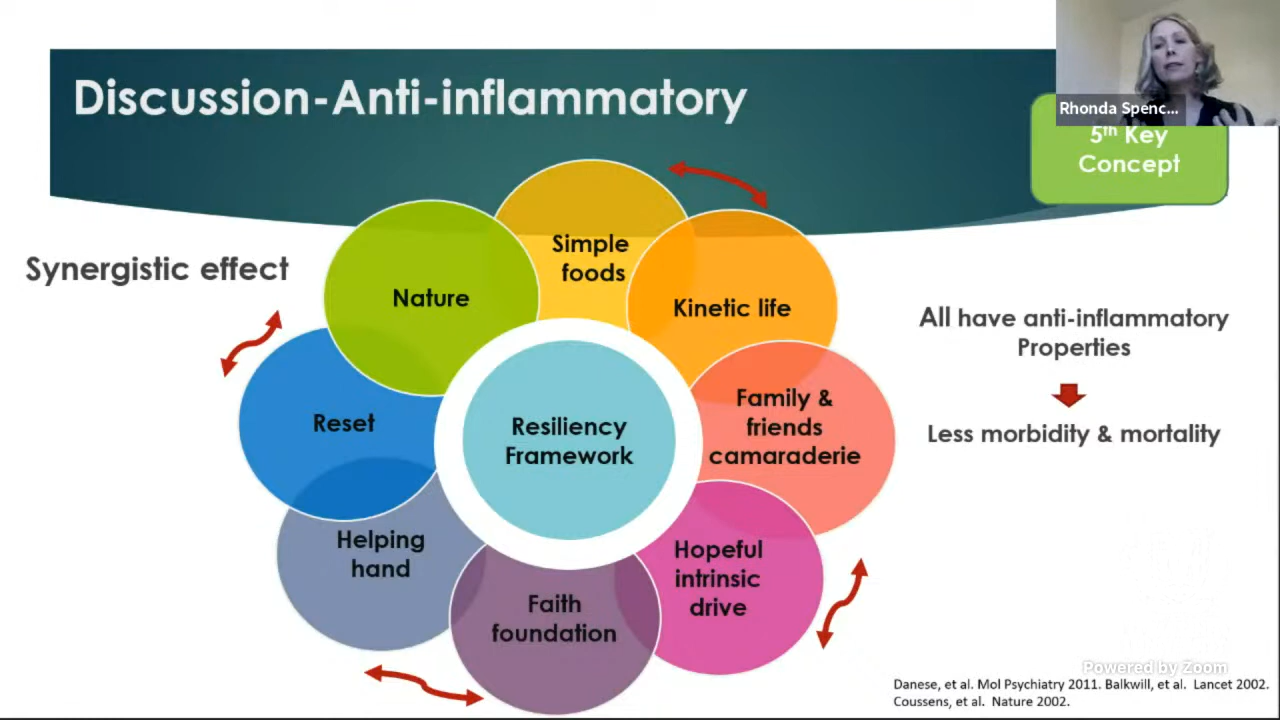 Discussion-Anti-inflammatory
Rhonda Spenc...
5th Key
Concept
Synergistic effect
Simple
foods
Nature
Kinetic life
Reset
Resiliency
Framework
Family &
friends
camaraderie
Helping
hand
Faith
foundation
Hopeful
intrinsic
drive
All have anti-inflammatory
Properties
Less morbidity & mortality
Powered by Zoom
Danese, et al. Mol Psychiatry 2011. Balkwill, et al. Lancet 2002.
Coussens, et al. Nature 2002.